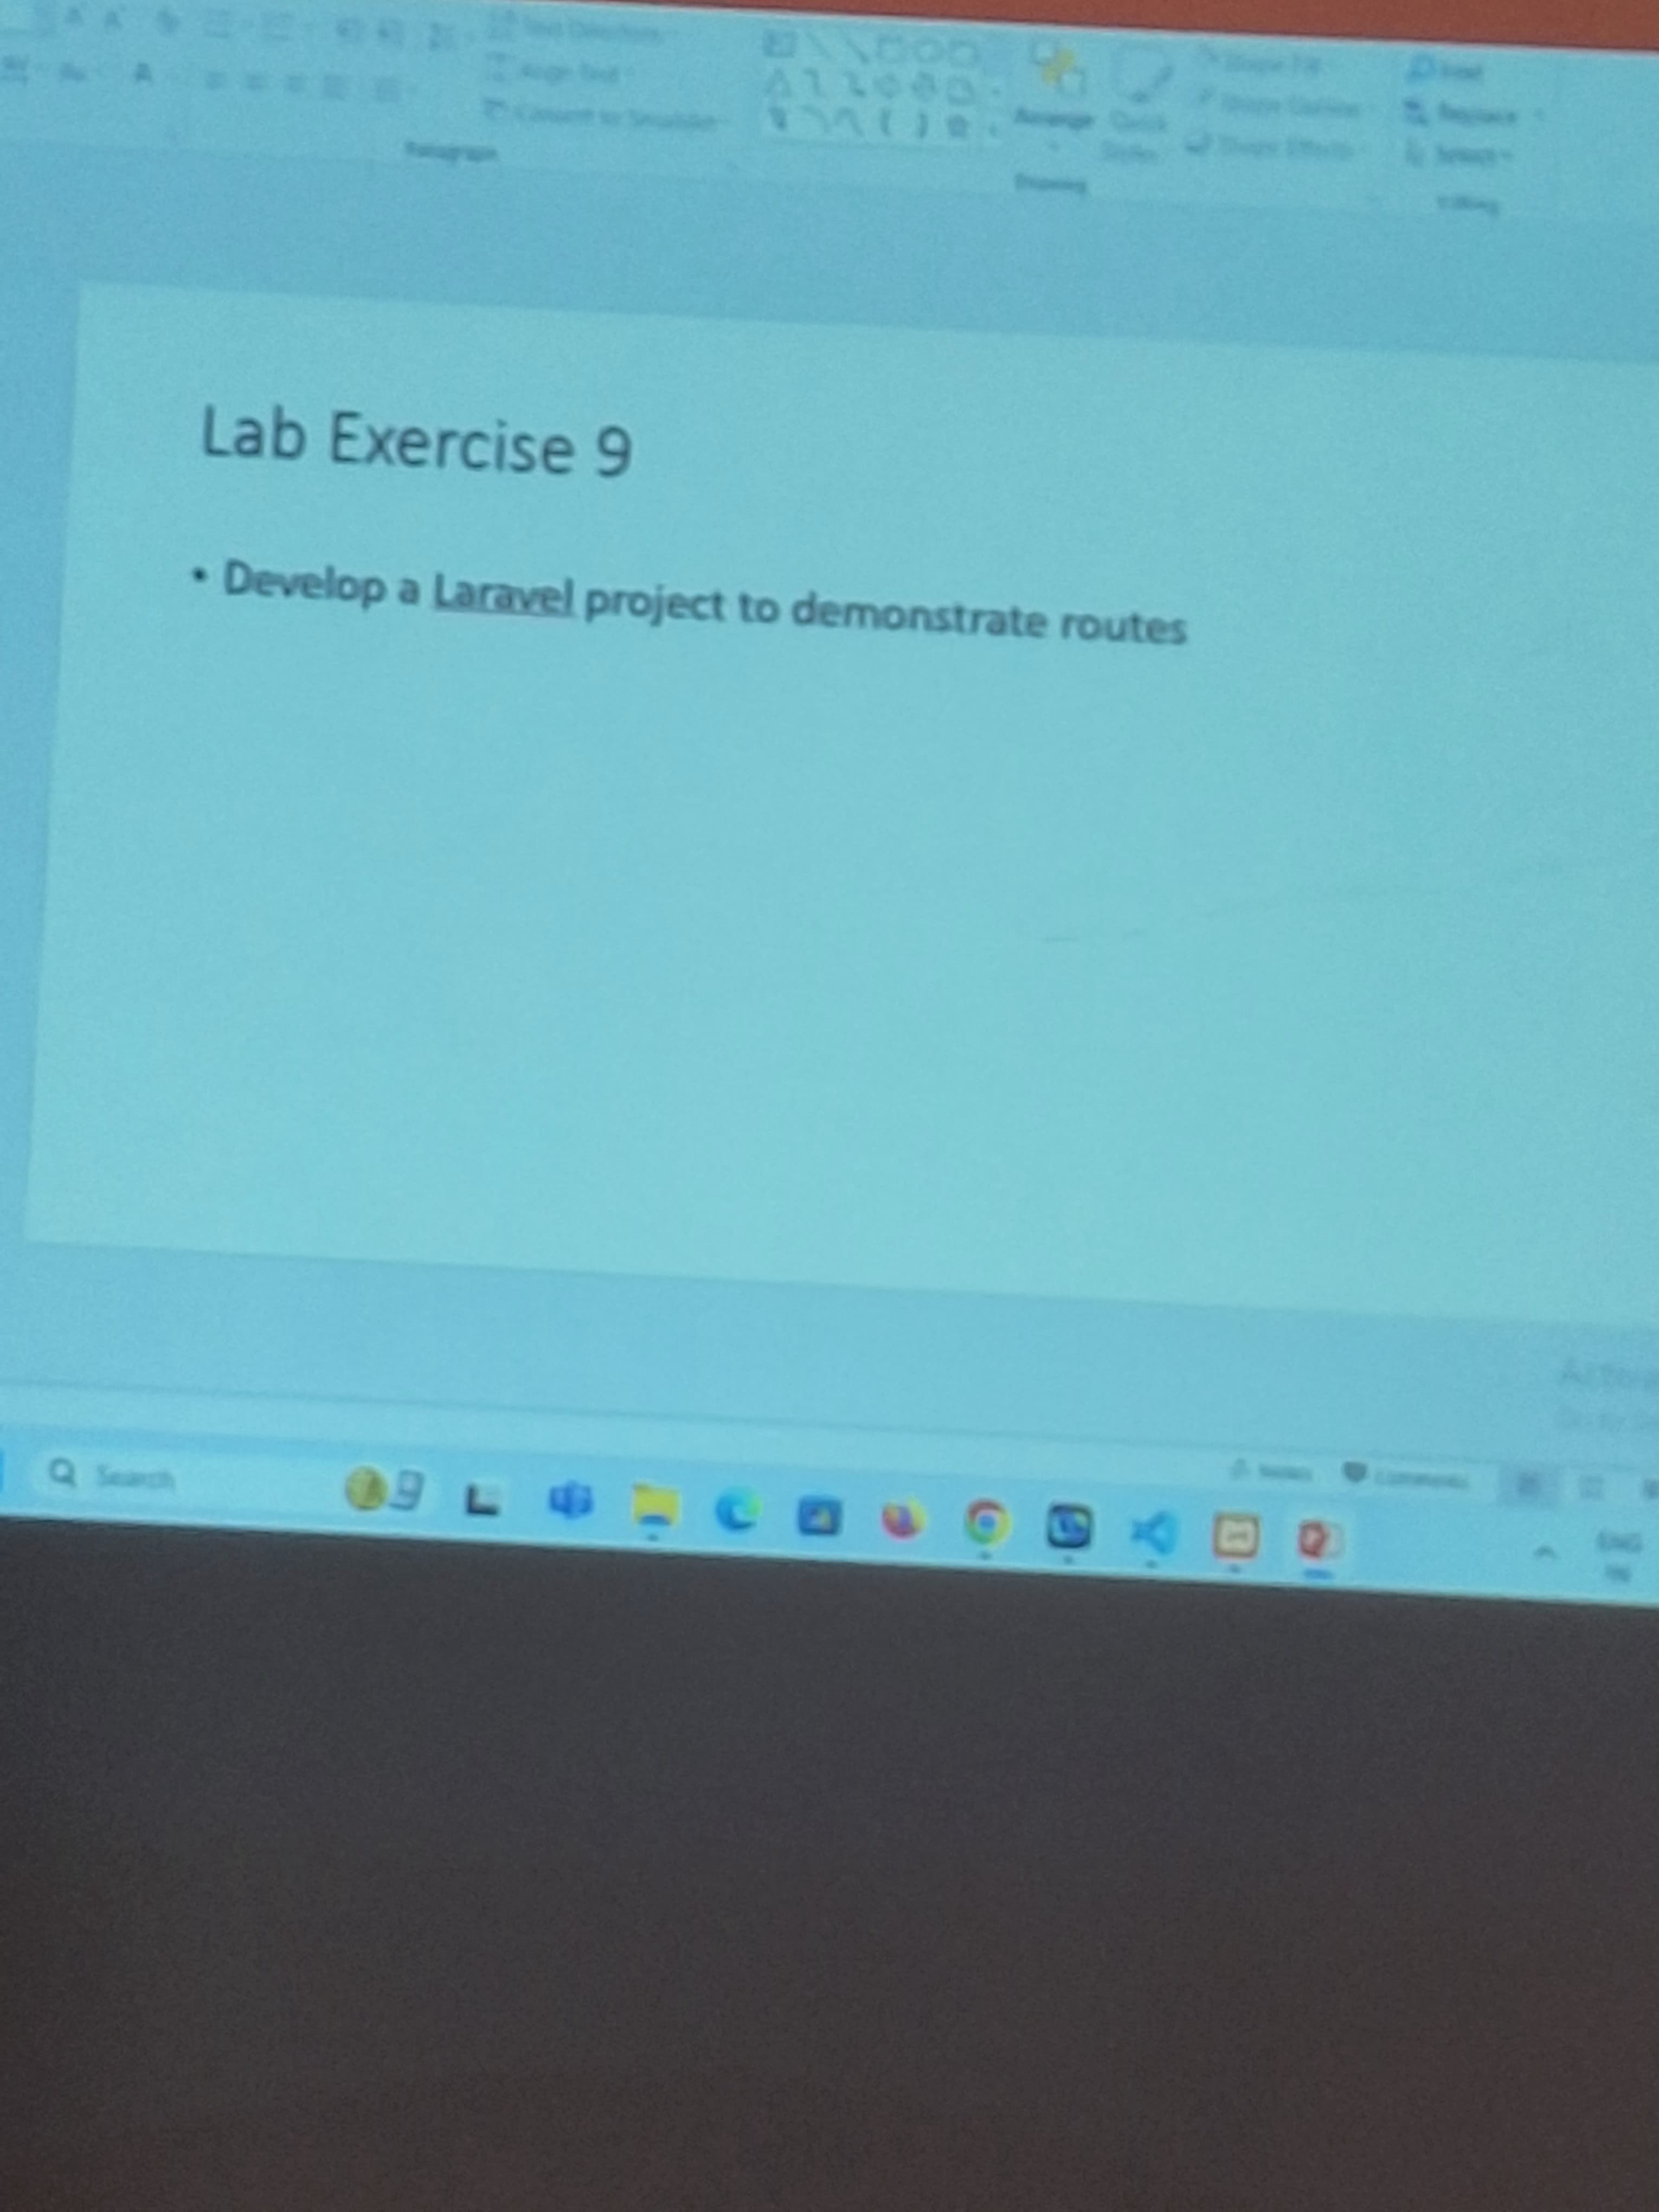 Text Direction
Align Text
Convert to SmartArt
Paragraph
Arrange
Quick
Styles
Drawing
Shape Fill
Shape Outline
Shape Effects
Find
Replace
Select
Editing
Lab Exercise 9
• Develop a Laravel project to demonstrate routes
Notes
Comments
Search
ENG
IN